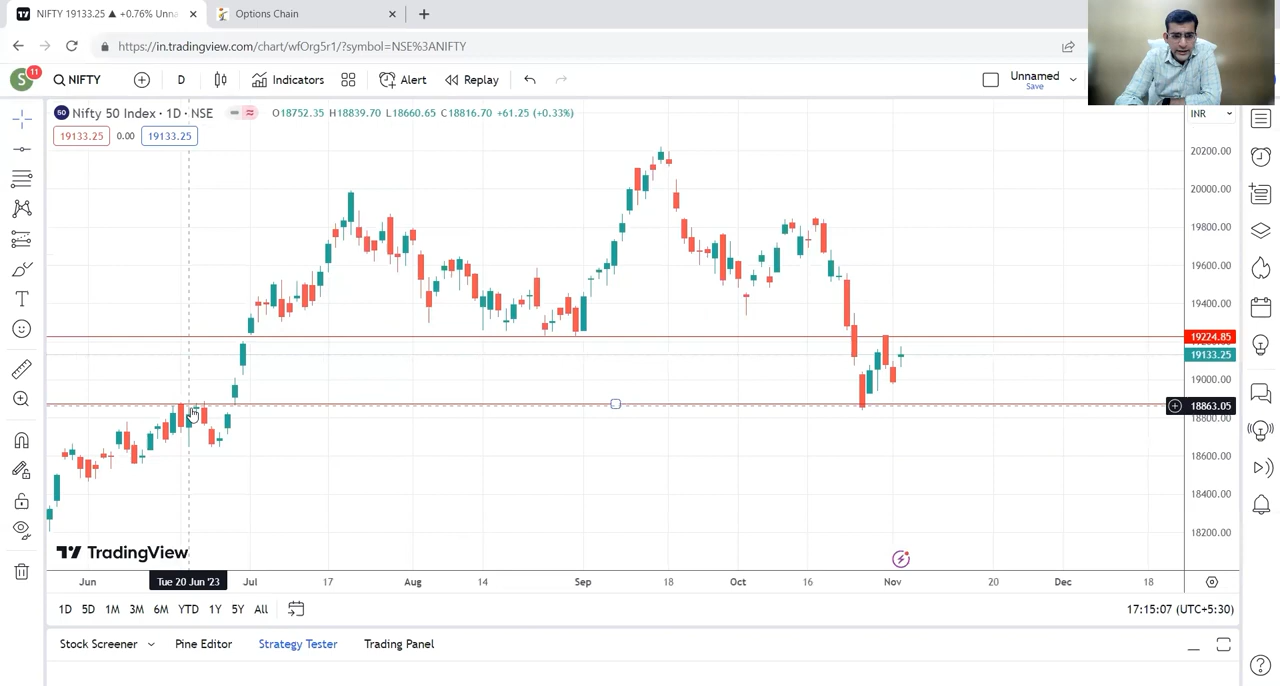 NIFTY 19133.25 ▲ +0.76% Unna
Options Chain
https://in.tradingview.com/chart/wfOrg5r1/?symbol=NSE%3ANIFTY
S
11
NIFTY
D
Indicators
Alert
Replay
Unnamed
Save
50
Nifty 50 Index · 1D · NSE
O18752.35 H18839.70 L18660.65 C18816.70 +61.25 (+0.33%)
INR
19133.25
0.00
19133.25
20200.00
20000.00
19800.00
19600.00
19400.00
19224.85
19133.25
19000.00
18863.05
18800.00
18600.00
18400.00
18200.00
TradingView
Jun
Tue 20 Jun '23
Jul
17
Aug
14
Sep
18
Oct
16
Nov
20
Dec
18
1D 5D 1M 3M 6M YTD 1Y 5Y All
17:15:07 (UTC+5:30)
Stock Screener
Pine Editor
Strategy Tester
Trading Panel